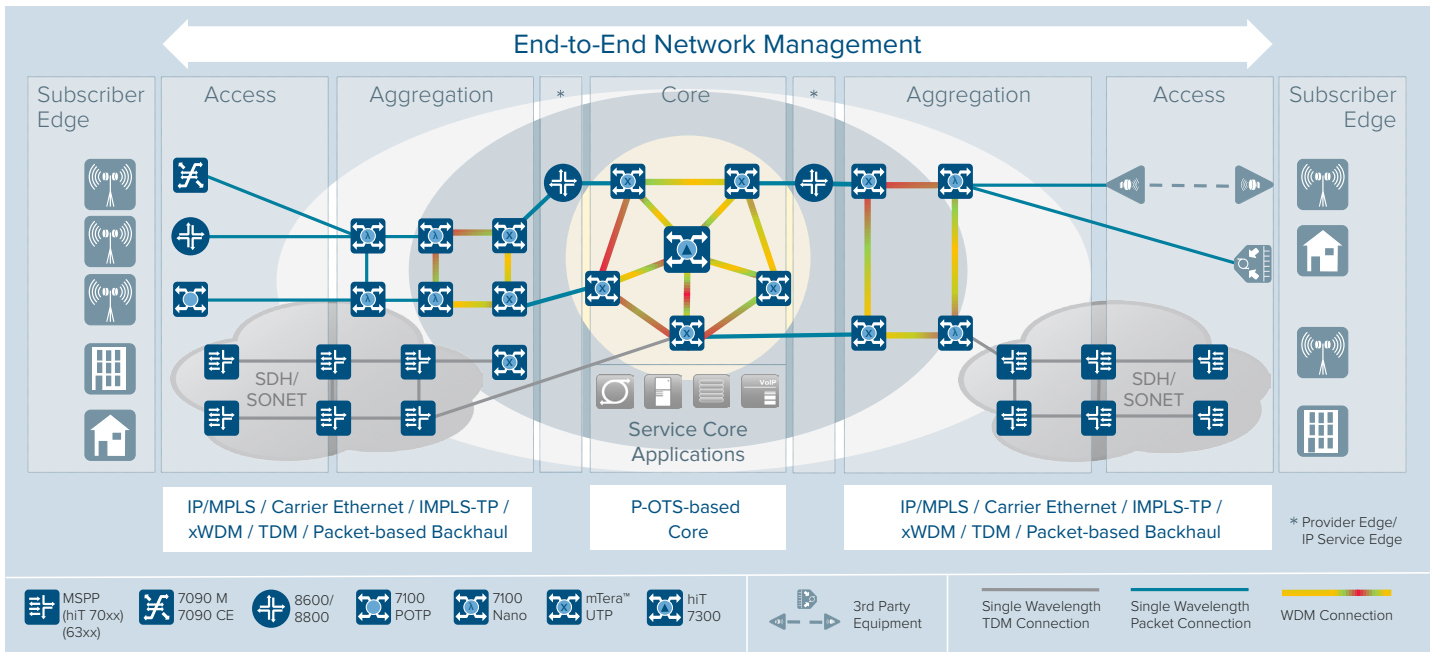 End-to-End Network Management
Subscriber
Edge
Access
Aggregation
*
Core
*
Aggregation
Access
Subscriber
Edge
SDH/
SONET
VoIP
Service Core
Applications
SDH/
SONET
IP/MPLS / Carrier Ethernet / IMPLS-TP /
xWDM / TDM / Packet-based Backhaul
P-OTS-based
Core
IP/MPLS / Carrier Ethernet / IMPLS-TP /
xWDM / TDM / Packet-based Backhaul
* Provider Edge/
IP Service Edge
MSPP
(hiT 70xx)
(63xx)
7090 M
7090 CE
8600/
8800
7100
POTP
7100
Nano
mTera™
UTP
hiT
7300
3rd Party
Equipment
Single Wavelength
TDM Connection
Single Wavelength
Packet Connection
WDM Connection